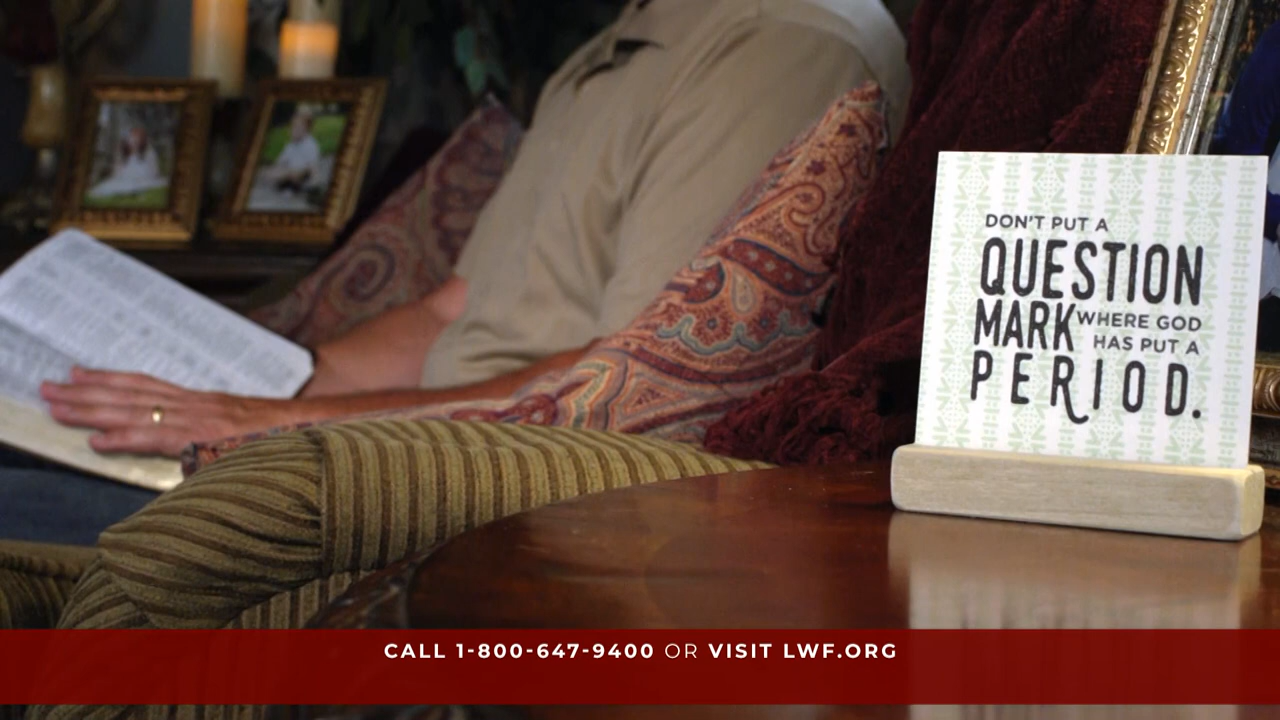 DON'T PUT A
QUESTION
MARK WHERE GOD
HAS PUT A
PERIOD.
CALL 1-800-647-9400 OR VISIT LWF.ORG